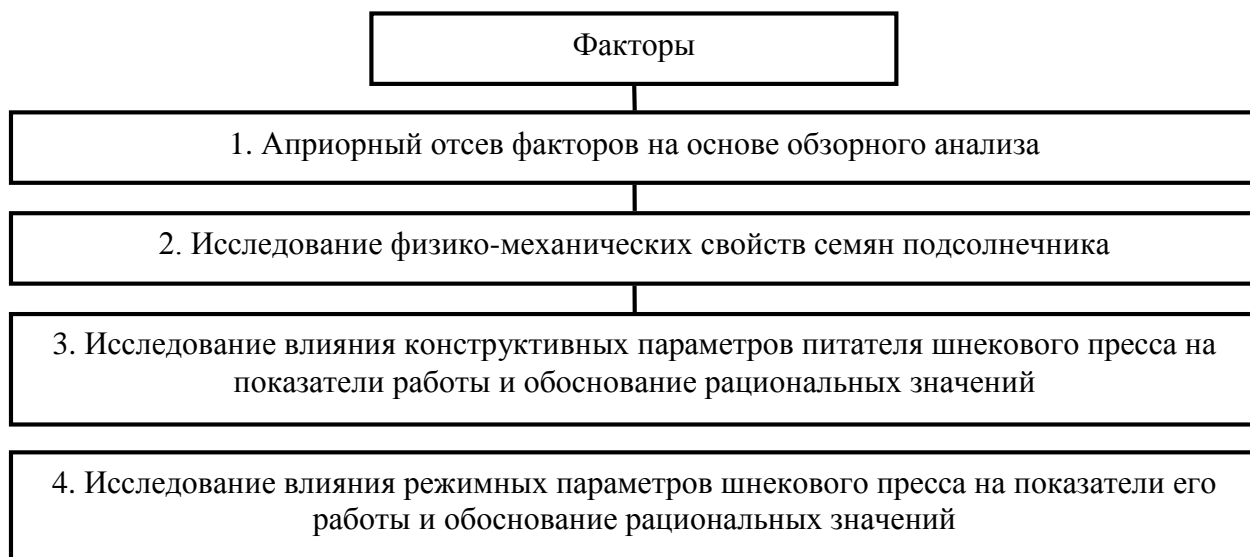 Факторы
1. Априорный отсев факторов на основе обзорного анализа
2. Исследование физико-механических свойств семян подсолнечника
3. Исследование влияния конструктивных параметров питателя шнекового пресса на
показатели работы и обоснование рациональных значений
4. Исследование влияния режимных параметров шнекового пресса на показатели его
работы и обоснование рациональных значений